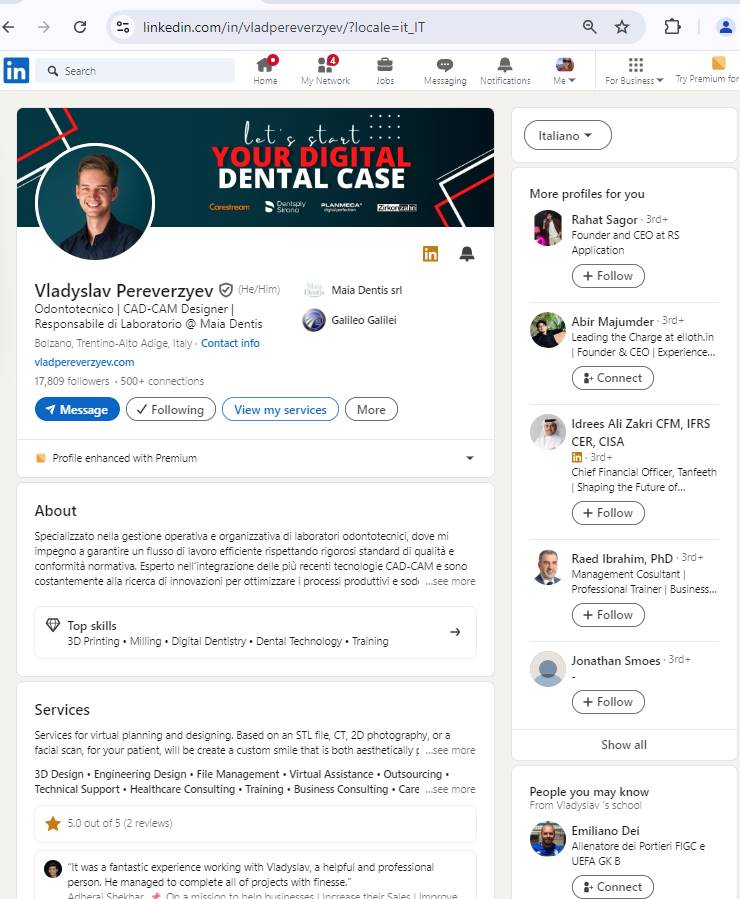 linkedin.com/in/vladpereverzyev/?locale=it_IT
in
Search
Home
4
My Network
Jobs
Messaging
Notifications
Me
For Business
Try Premium for
let's start
YOUR DIGITAL
DENTAL CASE
Carestream
Dentsply
Sirona
PLANMECA
digital perfection
Zirkonzahn
in
Vladyslav Pereverzyev (He/Him)
Odontotecnico | CAD-CAM Designer |
Responsabile di Laboratorio @ Maia Dentis
Bolzano, Trentino-Alto Adige, Italy · Contact info
vladpereverzyev.com
17,809 followers · 500+ connections
Maia Dentis srl
Galileo Galilei
Message
Following
View my services
More
Profile enhanced with Premium
About
Specializzato nella gestione operativa e organizzativa di laboratori odontotecnici, dove mi
impegno a garantire un flusso di lavoro efficiente rispettando rigorosi standard di qualità e
conformità normativa. Esperto nell'integrazione delle più recenti tecnologie CAD-CAM e sono
costantemente alla ricerca di innovazioni per ottimizzare i processi produttivi e sod ...see more
Top skills
3D Printing • Milling • Digital Dentistry • Dental Technology • Training
Services
Services for virtual planning and designing. Based on an STL file, CT, 2D photography, or a
facial scan, for your patient, will be create a custom smile that is both aesthetically ...see more
3D Design • Engineering Design • File Management • Virtual Assistance • Outsourcing •
Technical Support • Healthcare Consulting • Training • Business Consulting • Care ...see more
5.0 out of 5 (2 reviews)
"It was a fantastic experience working with Vladyslav, a helpful and professional
person. He managed to complete all of projects with finesse."
Adheraj Shekhar 📌 On a mission to help businesses | Increase their Sales | Improve
Italiano
More profiles for you
Rahat Sagor · 3rd+
Founder and CEO at RS
Application
+ Follow
Abir Majumder · 3rd+
Leading the Charge at elloth.in
| Founder & CEO | Experience...
Connect
Idrees Ali Zakri CFM, IFRS
CER, CISA
in · 3rd+
Chief Financial Officer, Tanfeeth
| Shaping the Future of...
+ Follow
Raed Ibrahim, PhD · 3rd+
Management Cosultant |
Professional Trainer | Business...
+ Follow
Jonathan Smoes · 3rd+
-
+ Follow
Show all
People you may know
From Vladyslav 's school
Emiliano Dei
Allenatore dei Portieri FIGC e
UEFA GK B
Connect